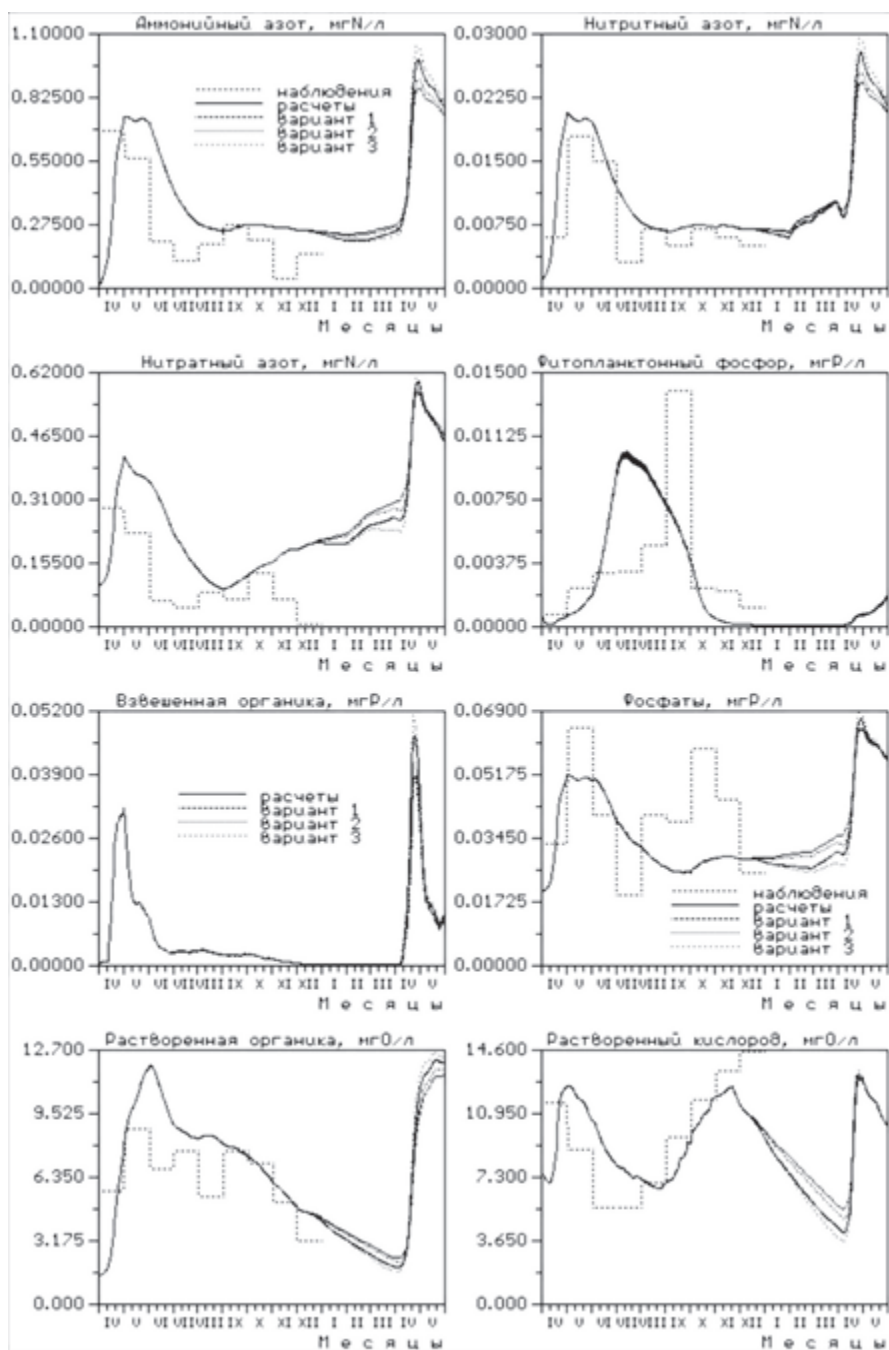 Аммонийный азот, мгN/л
1.10000
0.82500
0.55000
0.27500
0.00000
наблюдения
расчеты
вариант 1
вариант 2
вариант 3
IV V VI VII VIII IX X XI XII I II III IV V
Месяцы
Нитритный азот, мгN/л
0.03000
0.02250
0.01500
0.00750
0.00000
IV V VI VII VIII IX X XI XII I II III IV V
Месяцы
Нитратный азот, мгN/л
0.62000
0.46500
0.31000
0.15500
0.00000
IV V VI VII VIII IX X XI XII I II III IV V
Месяцы
Фитопланктонный фосфор, мгP/л
0.01500
0.01125
0.00750
0.00375
0.00000
IV V VI VII VIII IX X XI XII I II III IV V
Месяцы
Взвешенная органика, мгP/л
0.05200
0.03900
0.02600
0.01300
0.00000
расчеты
вариант 1
вариант 2
вариант 3
IV V VI VII VIII IX X XI XII I II III IV V
Месяцы
Фосфаты, мгP/л
0.06900
0.05175
0.03450
0.01725
0.00000
наблюдения
расчеты
вариант 1
вариант 2
вариант 3
IV V VI VII VIII IX X XI XII I II III IV V
Месяцы
Растворенная органика, мгO/л
12.700
9.525
6.350
3.175
0.000
IV V VI VII VIII IX X XI XII I II III IV V
Месяцы
Растворенный кислород, мгO/л
14.600
10.950
7.300
3.650
0.000
IV V VI VII VIII IX X XI XII I II III IV V
Месяцы